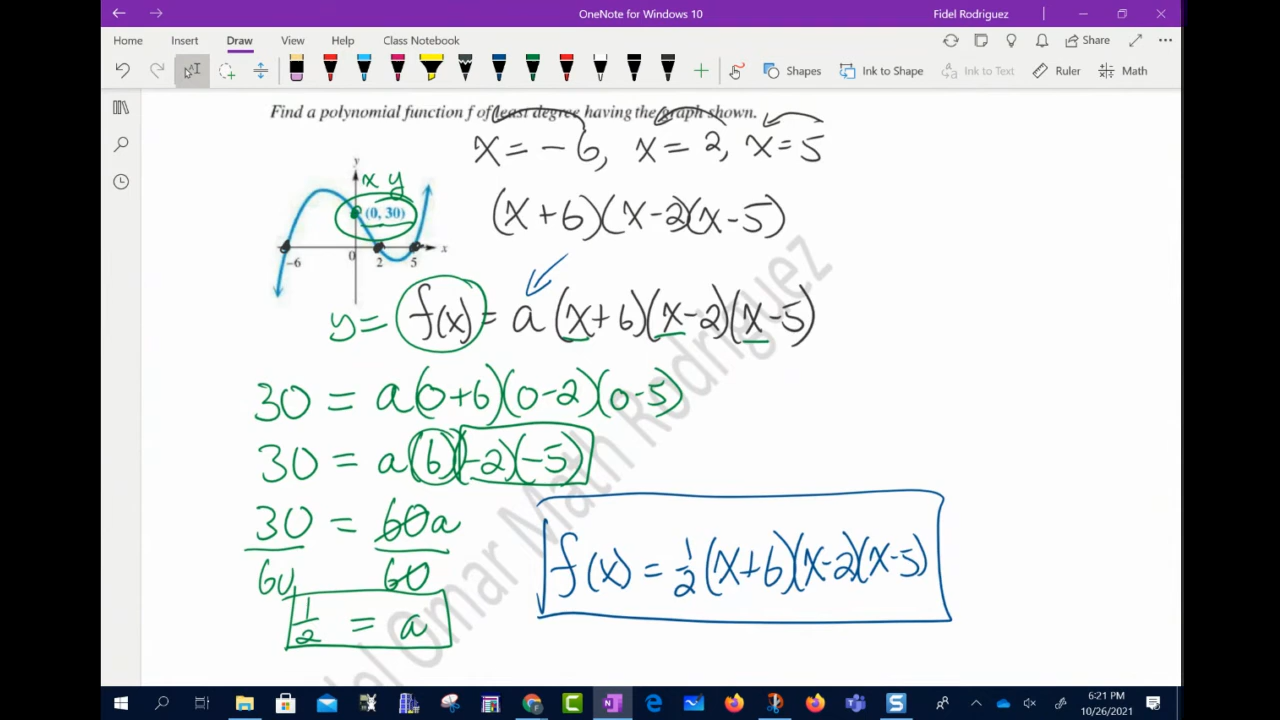 OneNote for Windows 10
Fidel Rodriguez
Home Insert Draw View Help Class Notebook
Share
Shapes Ink to Shape Ink to Text Ruler Math
Find a polynomial function f of least degree having the graph shown.
x = -6, x = 2, x = 5
y
x y
(0, 30)
x
-6 0 2 5
(x+6)(x-2)(x-5)
y = f(x) = a(x+6)(x-2)(x-5)
30 = a(0+6)(0-2)(0-5)
30 = a(6)(-2)(-5)
30 = 60a
60 60
1/2 = a
f(x) = 1/2(x+6)(x-2)(x-5)
del Omar Math Rodriguez
6:21 PM
10/26/2021